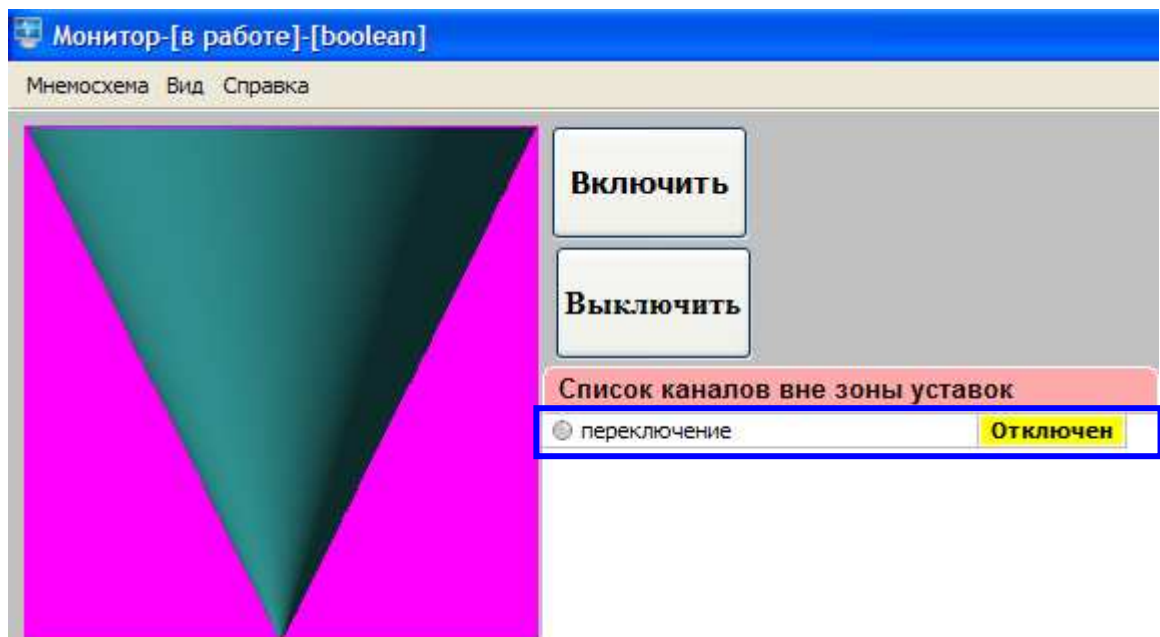 Монитор-[в работе]-[boolean]
Мнемосхема Вид Справка
Включить
Выключить
Список каналов вне зоны уставок
переключение Отключен